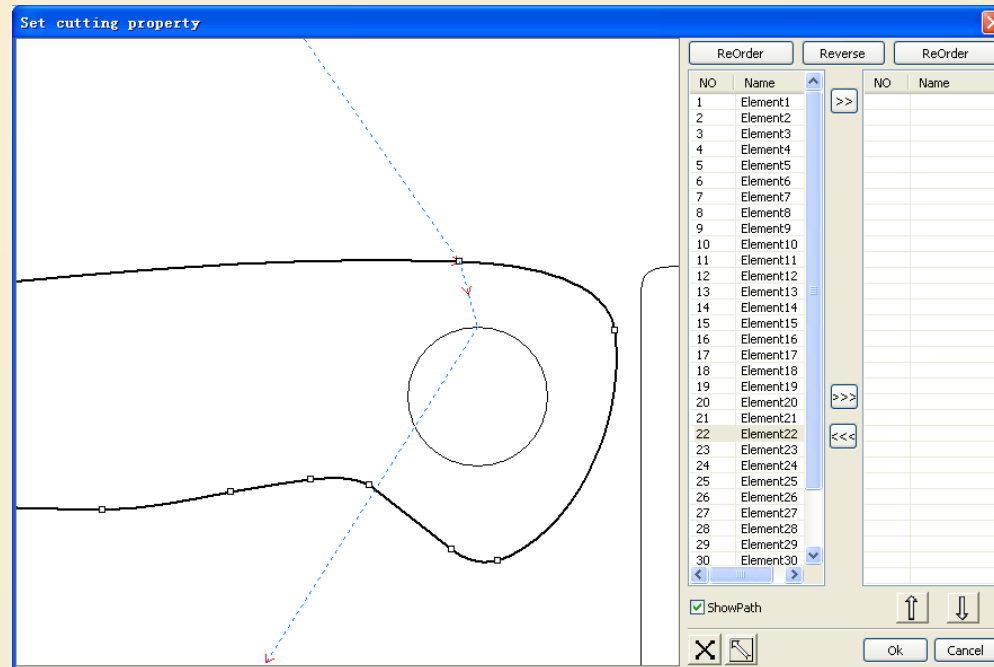 Set cutting property
ReOrder Reverse ReOrder
NO Name NO Name
1 Element1
>>
2 Element2
3 Element3
4 Element4
5 Element5
6 Element6
7 Element7
8 Element8
9 Element9
10 Element10
11 Element11
12 Element12
13 Element13
14 Element14
15 Element15
16 Element16
17 Element17
18 Element18
19 Element19
20 Element20
>>>
21 Element21
22 Element22
<<<
23 Element23
24 Element24
25 Element25
26 Element26
27 Element27
28 Element28
29 Element29
30 Element30
ShowPath
Ok Cancel